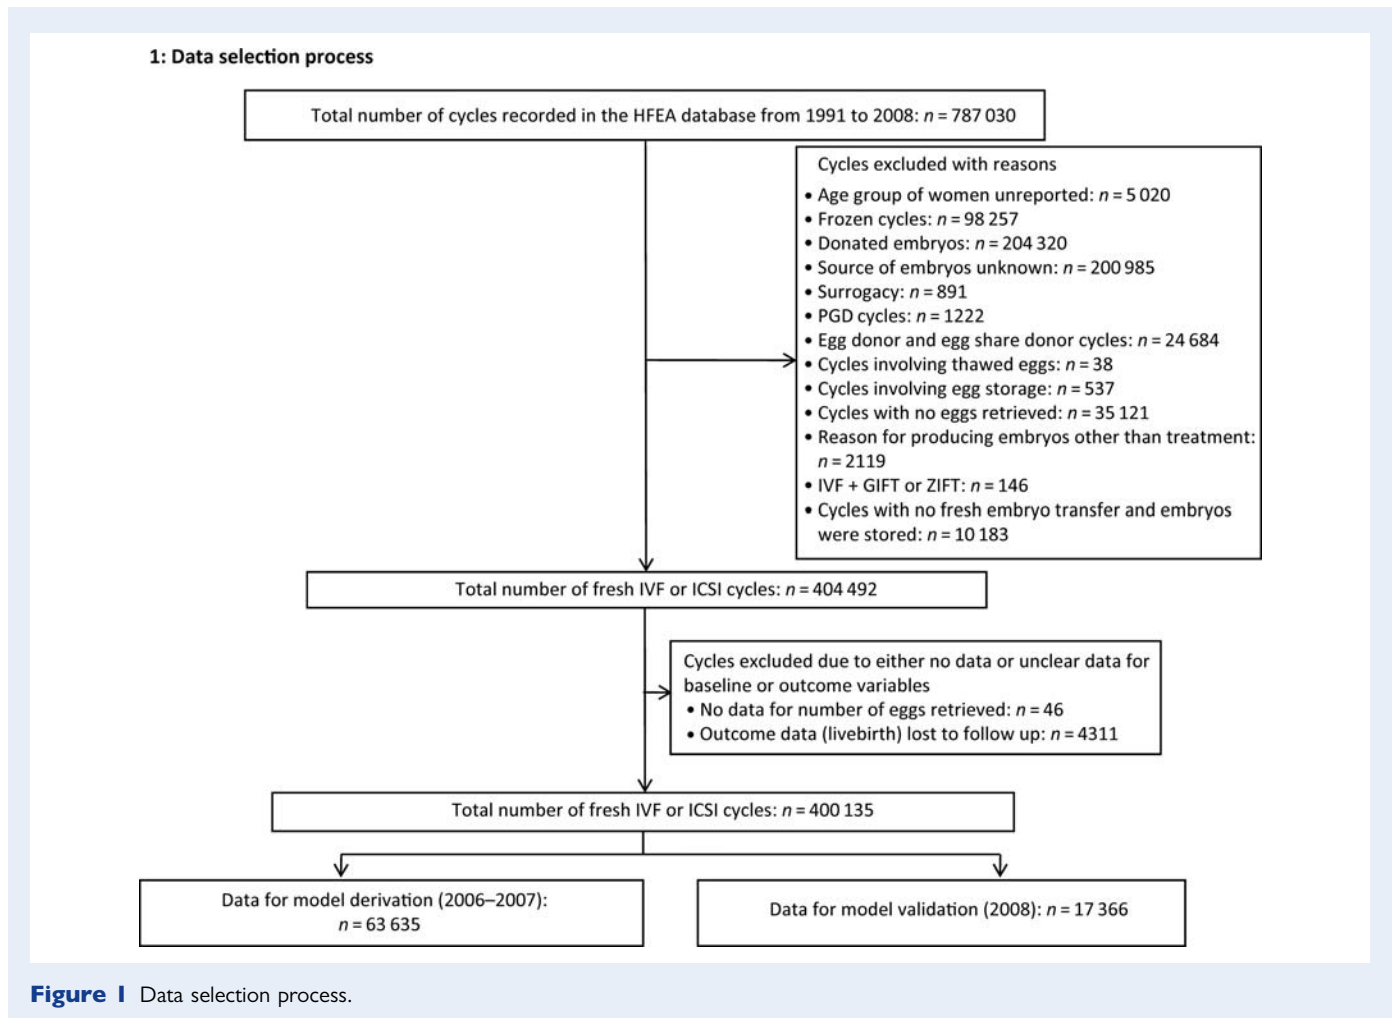 1: Data selection process
Total number of cycles recorded in the HFEA database from 1991 to 2008: n = 787 030
Cycles excluded with reasons
• Age group of women unreported: n = 5 020
• Frozen cycles: n = 98 257
• Donated embryos: n = 204 320
• Source of embryos unknown: n = 200 985
• Surrogacy: n = 891
• PGD cycles: n = 1222
• Egg donor and egg share donor cycles: n = 24 684
• Cycles involving thawed eggs: n = 38
• Cycles involving egg storage: n = 537
• Cycles with no eggs retrieved: n = 35 121
• Reason for producing embryos other than treatment:
n = 2119
• IVF + GIFT or ZIFT: n = 146
• Cycles with no fresh embryo transfer and embryos
were stored: n = 10 183
Total number of fresh IVF or ICSI cycles: n = 404 492
Cycles excluded due to either no data or unclear data for
baseline or outcome variables
• No data for number of eggs retrieved: n = 46
• Outcome data (livebirth) lost to follow up: n = 4311
Total number of fresh IVF or ICSI cycles: n = 400 135
Data for model derivation (2006–2007):
n = 63 635
Data for model validation (2008): n = 17 366
Figure 1 Data selection process.